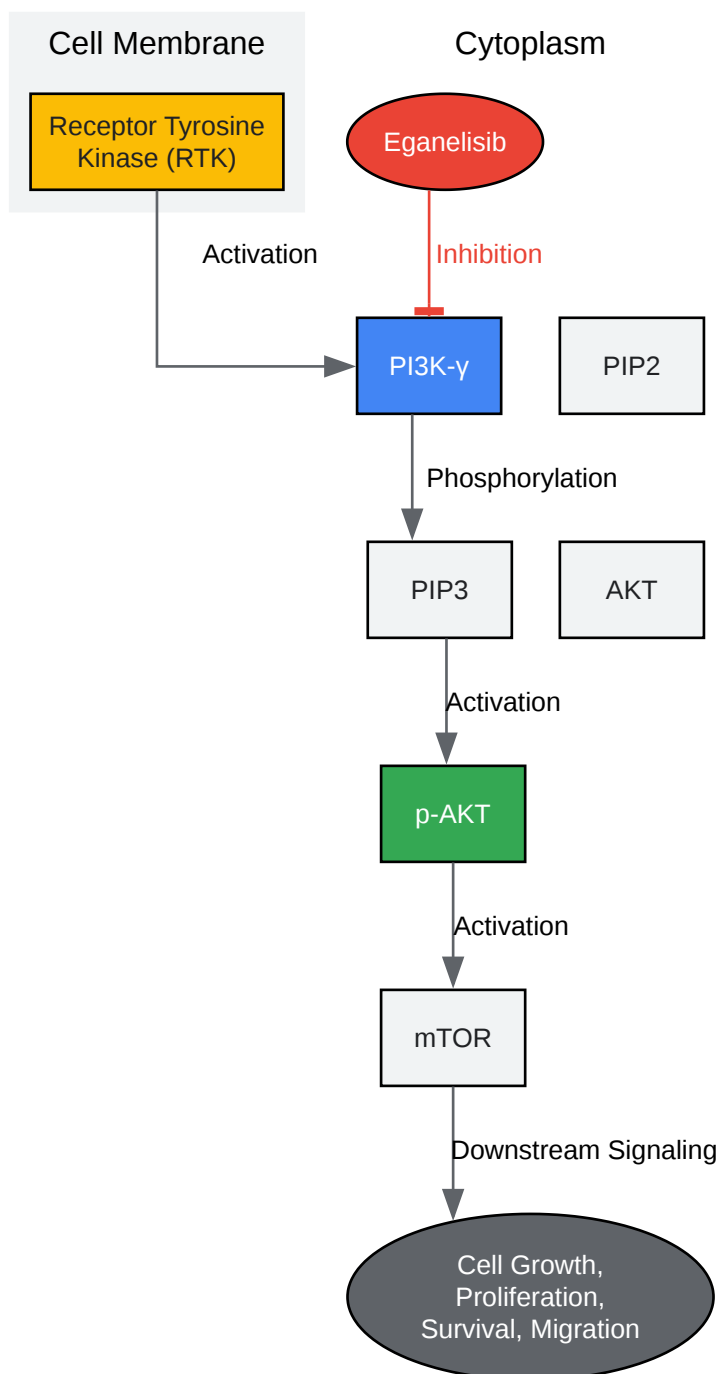 Cell Membrane
Cytoplasm
Receptor Tyrosine
Kinase (RTK)
Eganelisib
Activation
Inhibition
PI3K-γ
PIP2
Phosphorylation
PIP3
AKT
Activation
p-AKT
Activation
mTOR
Downstream Signaling
Cell Growth,
Proliferation,
Survival, Migration